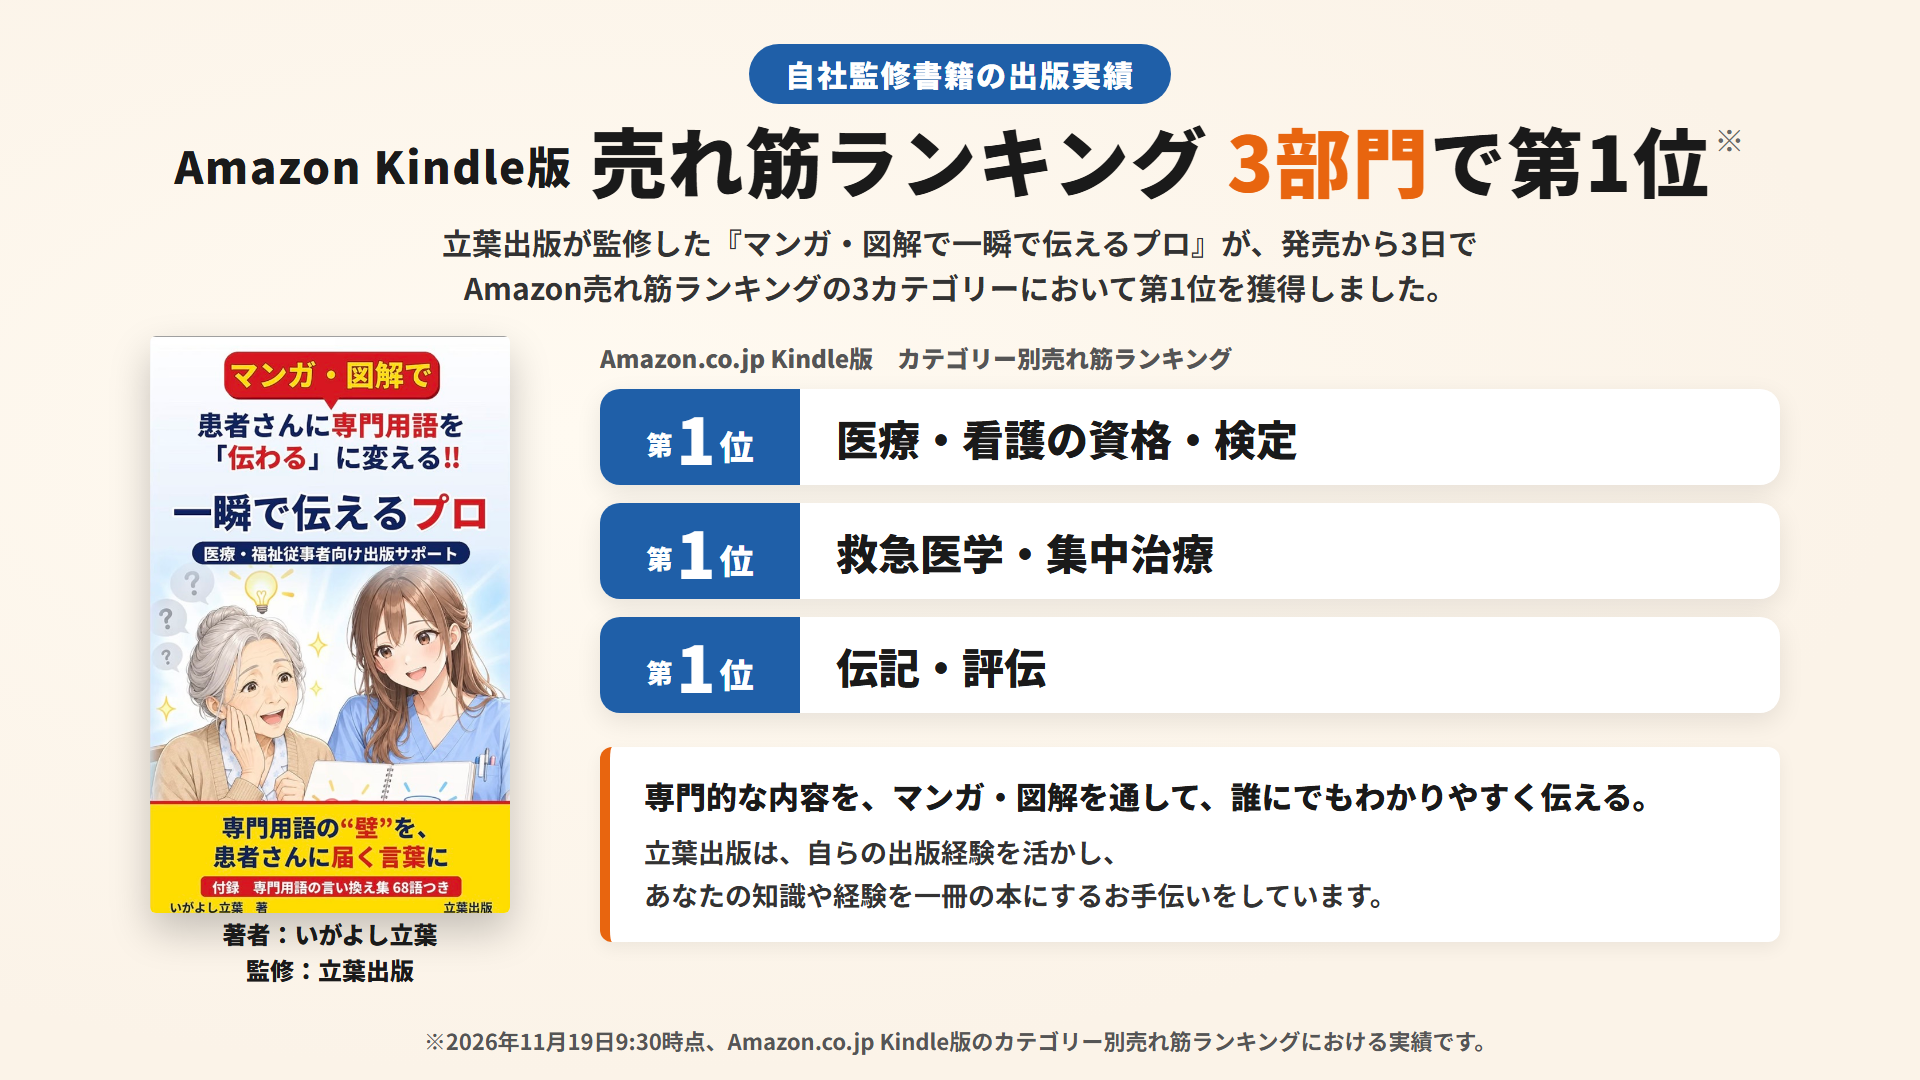 自社監修書籍の出版実績
Amazon Kindle版 売れ筋ランキング 3部門で第1位※
立葉出版が監修した『マンガ・図解で一瞬で伝えるプロ』が、発売から3日で
Amazon売れ筋ランキングの3カテゴリーにおいて第1位を獲得しました。
マンガ・図解で
患者さんに専門用語を
「伝わる」に変える!!
一瞬で伝えるプロ
医療・福祉従事者向け出版サポート
?
?
?
専門用語の“壁”を、
患者さんに届く言葉に
付録 専門用語の言い換え集 68語つき
いがよし立葉 著 立葉出版
著者：いがよし立葉
監修：立葉出版
Amazon.co.jp Kindle版 カテゴリー別売れ筋ランキング
第1位 医療・看護の資格・検定
第1位 救急医学・集中治療
第1位 伝記・評伝
専門的な内容を、マンガ・図解を通して、誰にでもわかりやすく伝える。
立葉出版は、自らの出版経験を活かし、
あなたの知識や経験を一冊の本にするお手伝いをしています。
※2026年11月19日9:30時点、Amazon.co.jp Kindle版のカテゴリー別売れ筋ランキングにおける実績です。